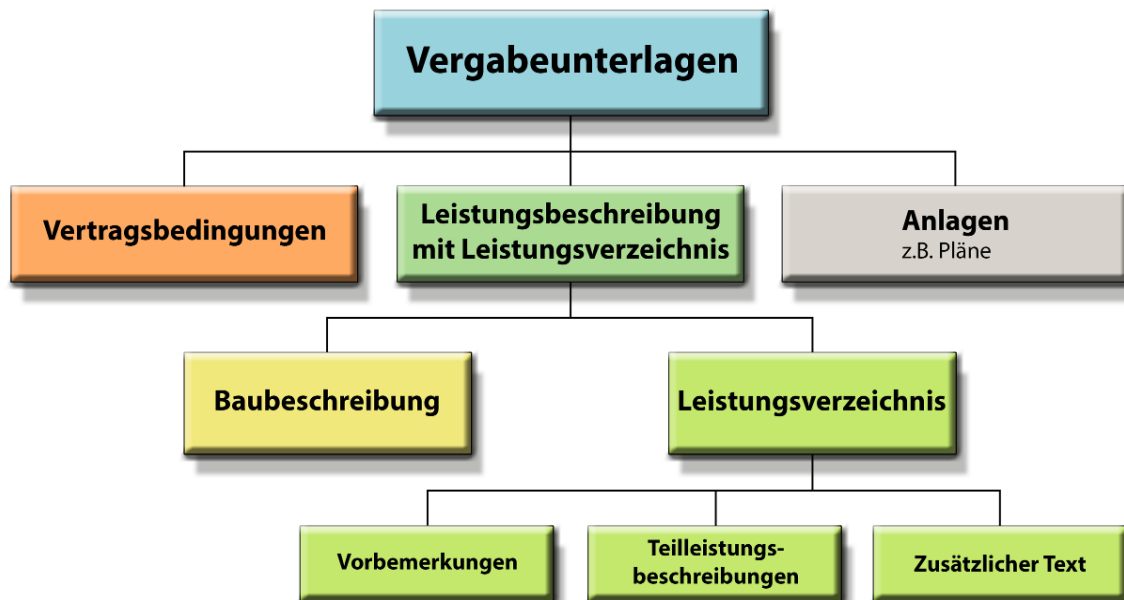 Vergabeunterlagen
Vertragsbedingungen
Leistungsbeschreibung
mit Leistungsverzeichnis
Anlagen
z.B. Pläne
Baubeschreibung
Leistungsverzeichnis
Vorbemerkungen
Teilleistungs-
beschreibungen
Zusätzlicher Text